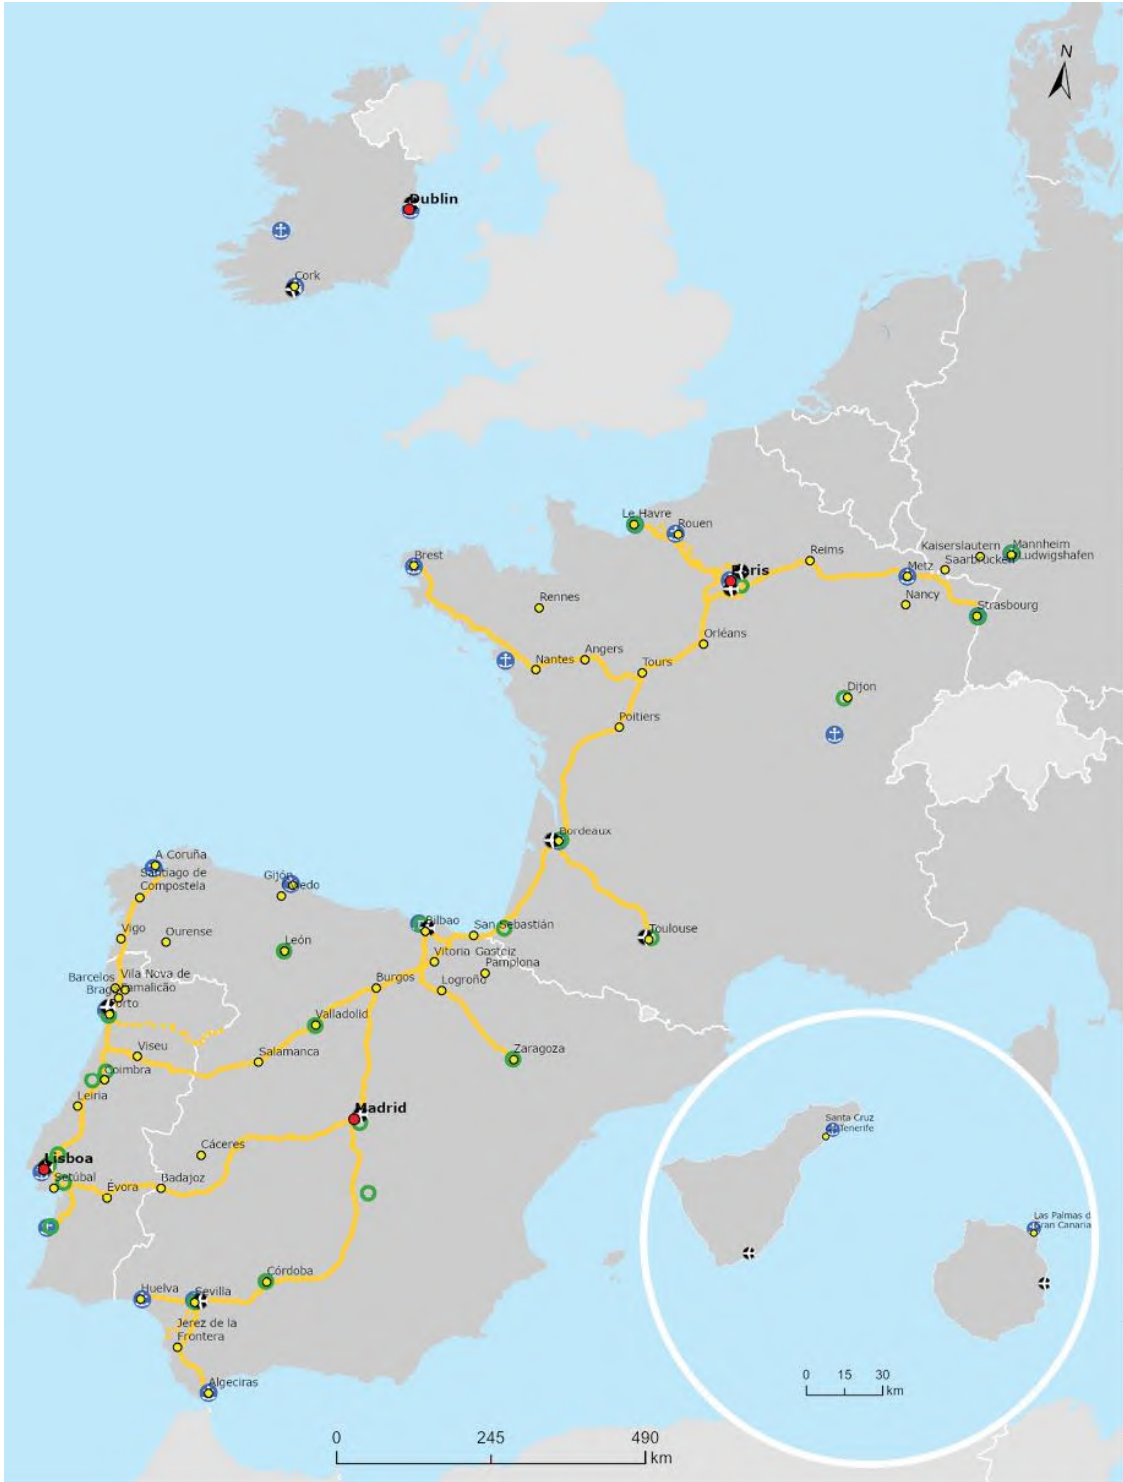 N
Dublin
Cork
Le Havre
Rouen
Brest
Rennes
Paris
Reims
Kaiserslautern
Mannheim
Ludwigshafen
Saarbrücken
Metz
Nancy
Strasbourg
Orléans
Angers
Nantes
Tours
Dijon
Poitiers
Bordeaux
Toulouse
A Coruña
Santiago de
Compostela
Gijón
Vigo
Ourense
León
Bilbao
San Sebastián
Vitoria Gasteiz
Pamplona
Logroño
Burgos
Barcelos
Vila Nova de
Famalicão
Porto
Valladolid
Zaragoza
Viseu
Salamanca
Coimbra
Leiria
Madrid
Cáceres
Lisboa
Setúbal
Évora
Badajoz
Córdoba
Huelva
Sevilla
Jerez de la
Frontera
Algeciras
Santa Cruz
Tenerife
Las Palmas d
Gran Canaria
0 15 30
km
0 245 490
km